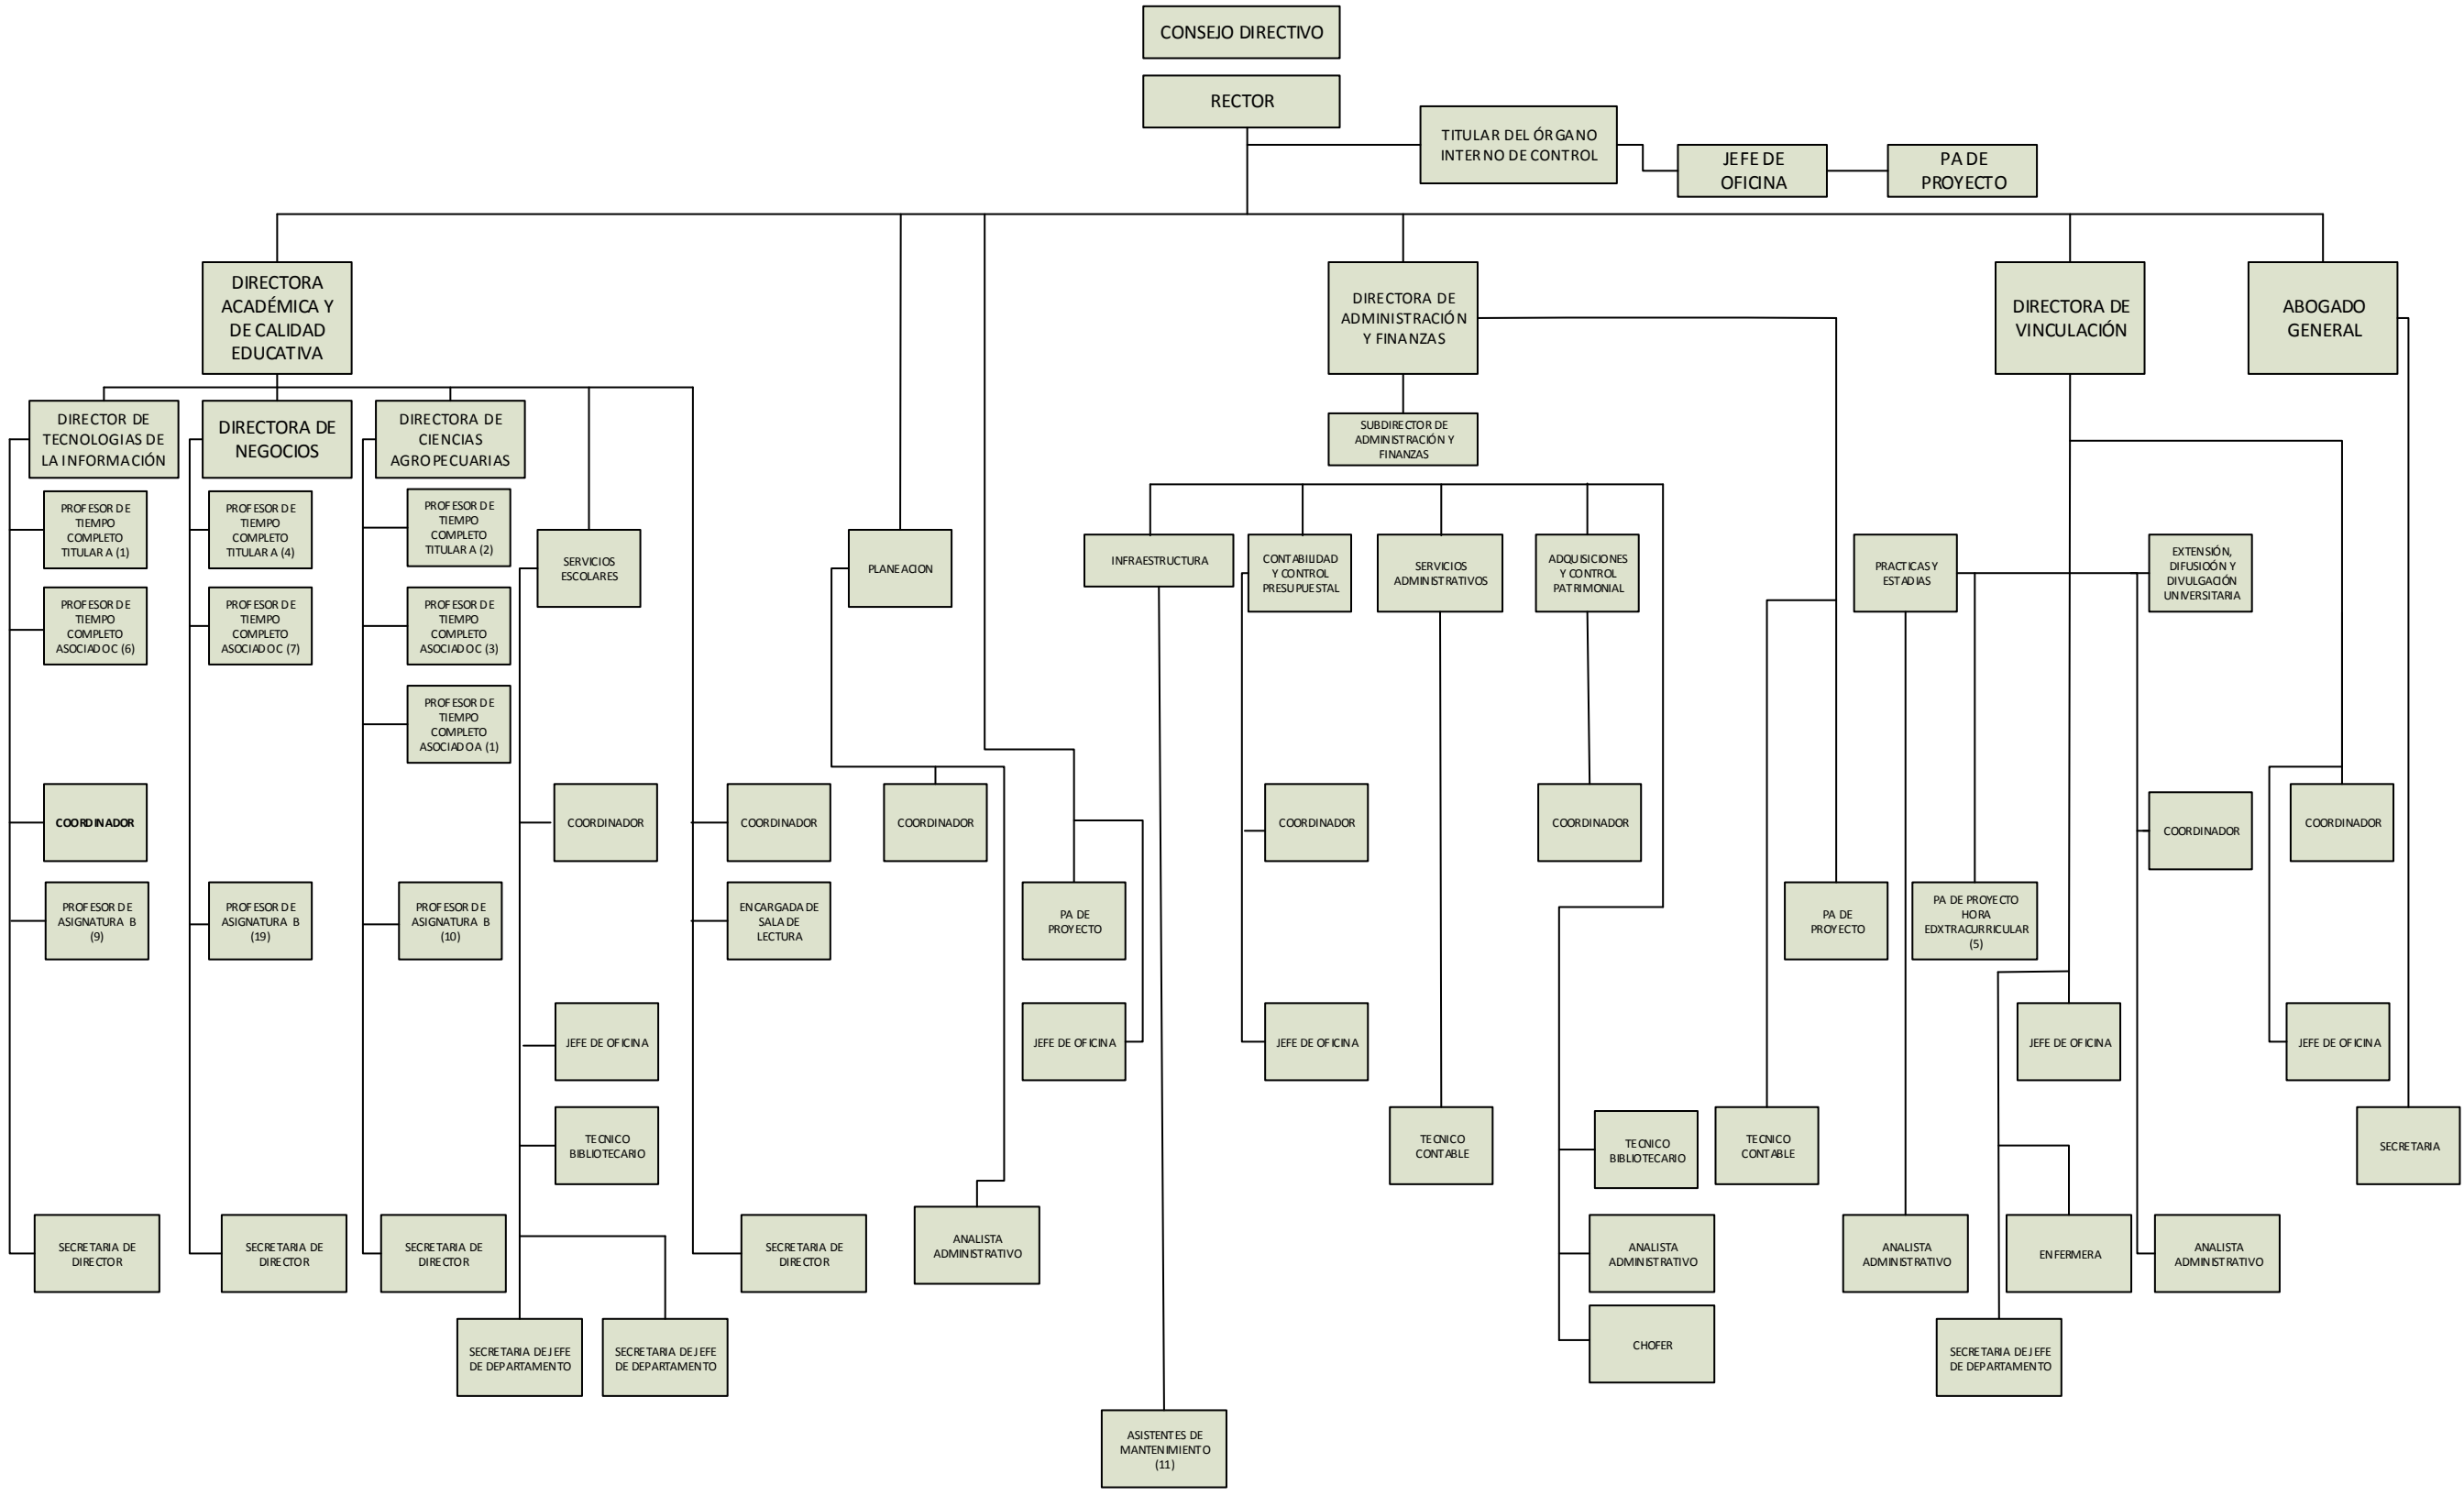 CONSEJO DIRECTIVO
RECTOR
TITULAR DEL ÓRGANO
INTERNO DE CONTROL
JEFE DE
OFICINA
PA DE
PROYECTO
DIRECTORA
ACADÉMICA Y
DE CALIDAD
EDUCATIVA
DIRECTORA DE
ADMINISTRACIÓN
Y FINANZAS
DIRECTORA DE
VINCULACIÓN
ABOGADO
GENERAL
DIRECTOR DE
TECNOLOGIAS DE
LA INFORMACIÓN
DIRECTORA DE
NEGOCIOS
DIRECTORA DE
CIENCIAS
AGROPECUARIAS
SUBDIRECTOR DE
ADMINISTRACIÓN Y
FINANZAS
PROFESOR DE
TIEMPO
COMPLETO
TITULAR A (1)
PROFESOR DE
TIEMPO
COMPLETO
TITULAR A (4)
PROFESOR DE
TIEMPO
COMPLETO
TITULAR A (2)
SERVICIOS
ESCOLARES
PLANEACION
INFRAESTRUCTURA
CONTABILIDAD
Y CONTROL
PRESUPUESTAL
SERVICIOS
ADMINISTRATIVOS
ADQUISICIONES
Y CONTROL
PATRIMONIAL
PRACTICAS Y
ESTADIAS
EXTENSIÓN,
DIFUSIOÓN Y
DIVULGACIÓN
UNIVERSITARIA
PROFESOR DE
TIEMPO
COMPLETO
ASOCIADO C (6)
PROFESOR DE
TIEMPO
COMPLETO
ASOCIADO C (7)
PROFESOR DE
TIEMPO
COMPLETO
ASOCIADO C (3)
PROFESOR DE
TIEMPO
COMPLETO
ASOCIADO A (1)
COORDINADOR
COORDINADOR
COORDINADOR
COORDINADOR
COORDINADOR
COORDINADOR
COORDINADOR
COORDINADOR
PROFESOR DE
ASIGNATURA B
(9)
PROFESOR DE
ASIGNATURA B
(19)
PROFESOR DE
ASIGNATURA B
(10)
ENCARGADA DE
SALA DE
LECTURA
PA DE
PROYECTO
PA DE
PROYECTO
PA DE PROYECTO
HORA
EDXTRACURRICULAR
(5)
JEFE DE OFICINA
JEFE DE OFICINA
JEFE DE OFICINA
JEFE DE OFICINA
JEFE DE OFICINA
TECNICO
BIBLIOTECARIO
TECNICO
CONTABLE
TECNICO
BIBLIOTECARIO
TECNICO
CONTABLE
SECRETARIA
SECRETARIA DE
DIRECTOR
SECRETARIA DE
DIRECTOR
SECRETARIA DE
DIRECTOR
SECRETARIA DE
DIRECTOR
ANALISTA
ADMINISTRATIVO
ANALISTA
ADMINISTRATIVO
ANALISTA
ADMINISTRATIVO
ENFERMERA
ANALISTA
ADMINISTRATIVO
SECRETARIA DE JEFE
DE DEPARTAMENTO
SECRETARIA DE JEFE
DE DEPARTAMENTO
CHOFER
SECRETARIA DE JEFE
DE DEPARTAMENTO
ASISTENTES DE
MANTENIMIENTO
(11)